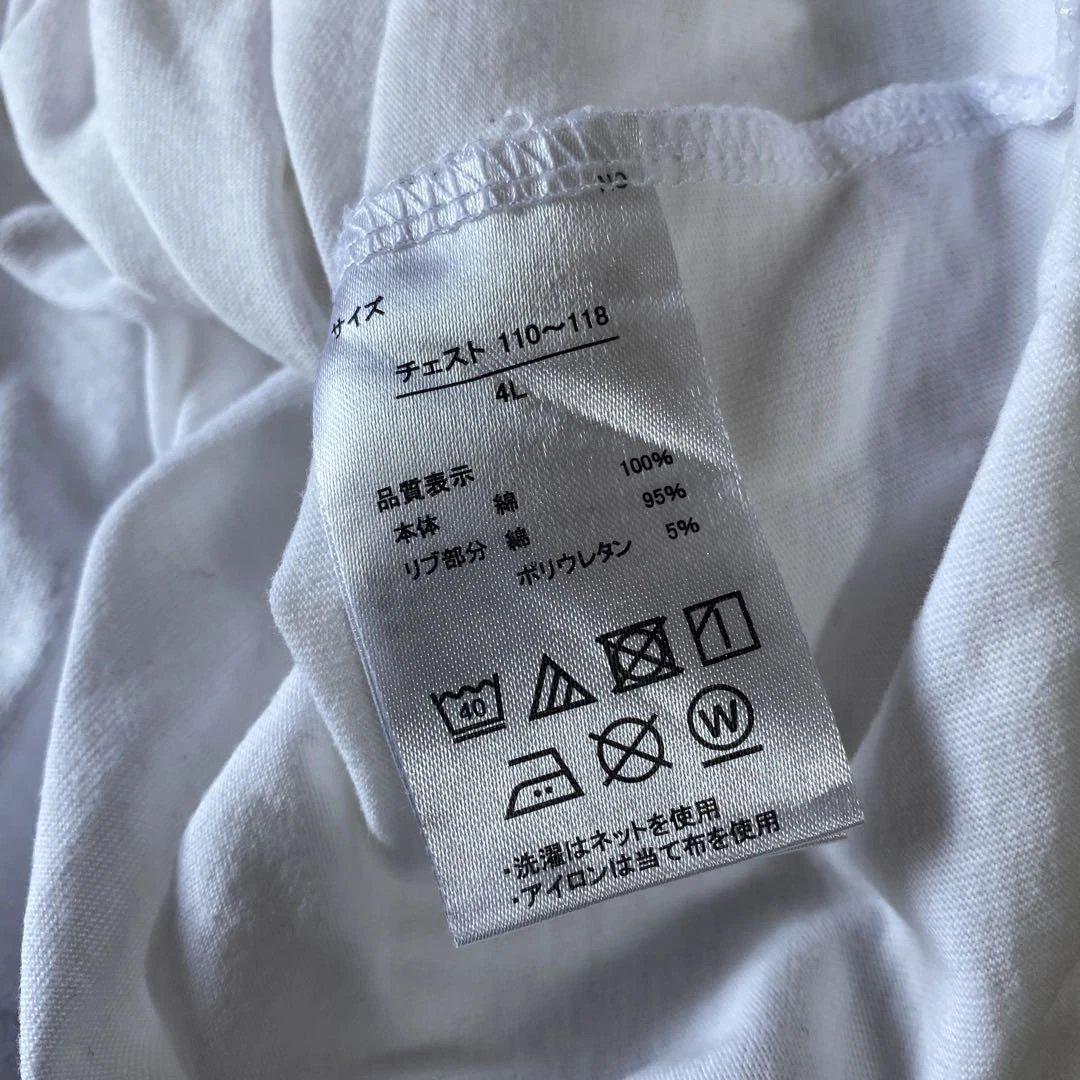 サイズ
チェスト 110～118
4L
品質表示
本体 綿 100%
リブ部分 綿 95%
ポリウレタン 5%
40
W
・洗濯はネットを使用
・アイロンは当て布を使用